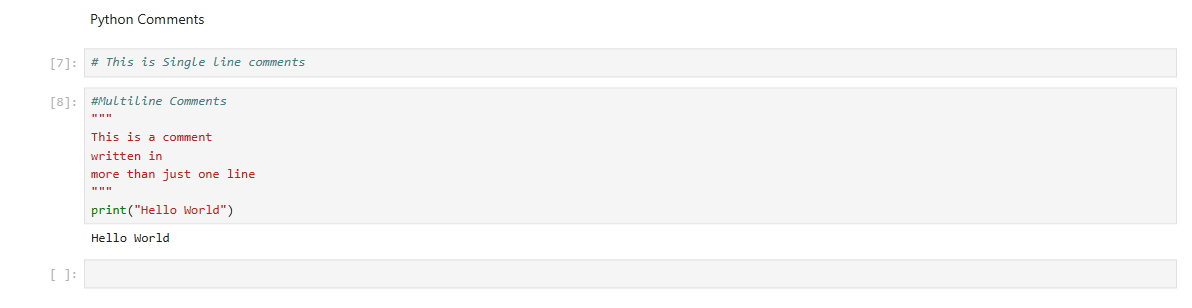 Python Comments
[7]: # This is Single line comments
[8]: #Multiline Comments
"""
This is a comment
written in
more than just one line
"""
print("Hello World")
Hello World
[ ]: